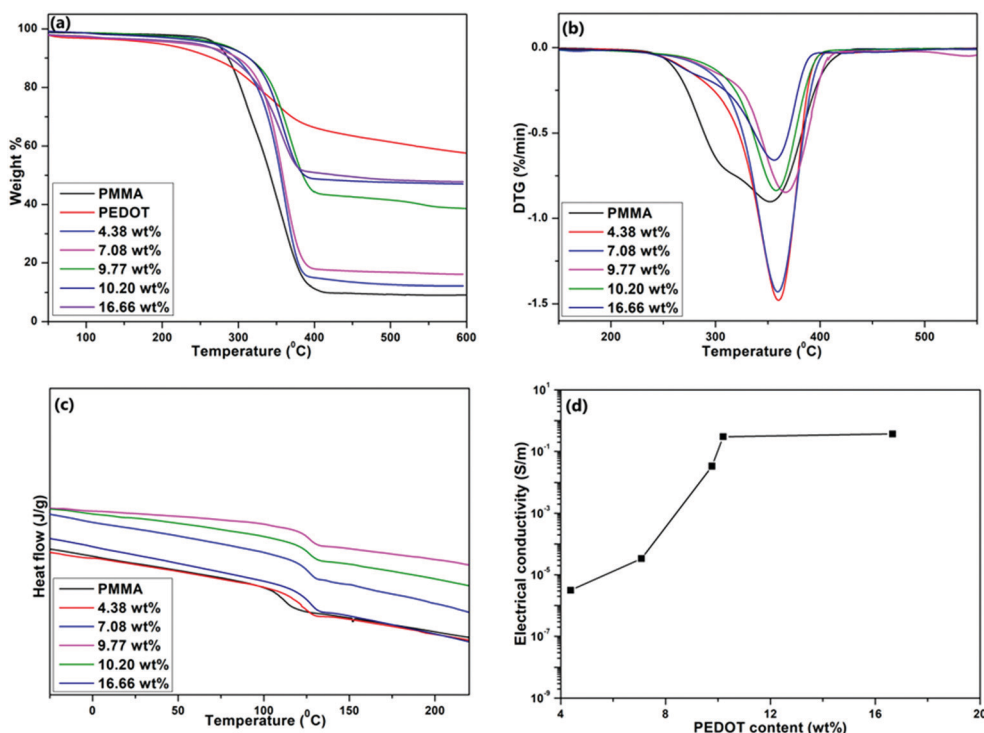 (a)
100
80
60
40
20
0
Weight %
PMMA
PEDOT
4.38 wt%
7.08 wt%
9.77 wt%
10.20 wt%
16.66 wt%
100 200 300 400 500 600
Temperature (⁰C)
(b)
0.0
-0.5
-1.0
-1.5
DTG (%/min)
PMMA
4.38 wt%
7.08 wt%
9.77 wt%
10.20 wt%
16.66 wt%
200 300 400 500
Temperature (⁰C)
(c)
Heat flow (J/g)
PMMA
4.38 wt%
7.08 wt%
9.77 wt%
10.20 wt%
16.66 wt%
0 50 100 150 200
Temperature (⁰C)
(d)
10¹
10⁻¹
10⁻³
10⁻⁵
10⁻⁷
10⁻⁹
Electrical conductivity (S/m)
4 8 12 16 20
PEDOT content (wt%)